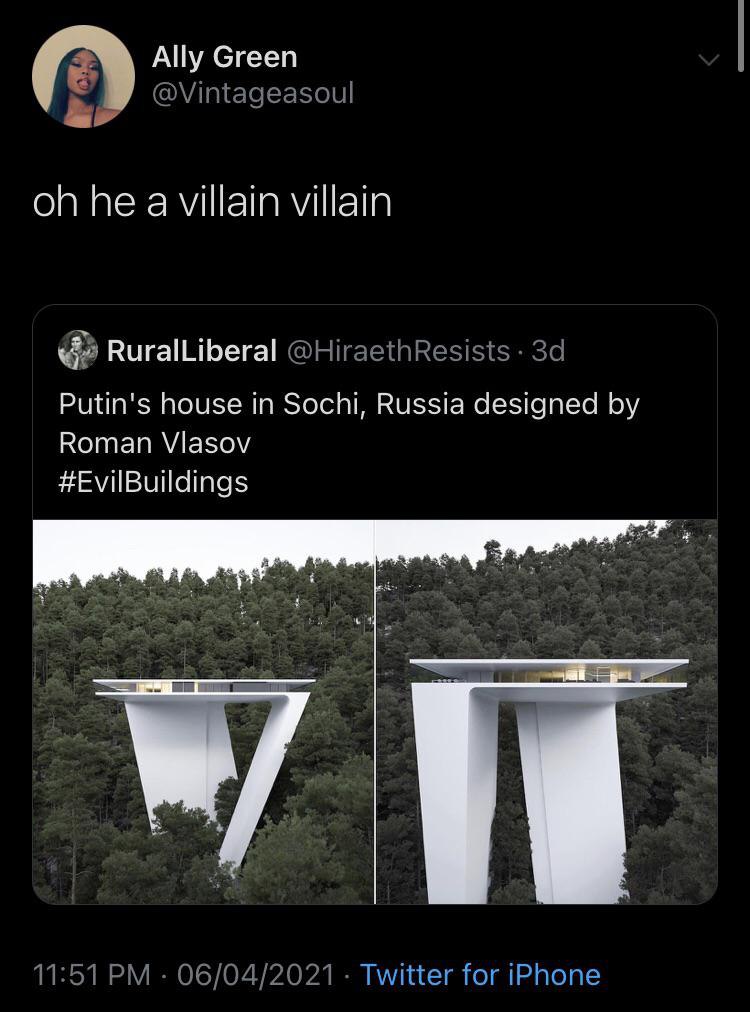 Ally Green
@Vintageasoul
oh he a villain villain
RuralLiberal @HiraethResists · 3d
Putin's house in Sochi, Russia designed by
Roman Vlasov
#EvilBuildings
11:51 PM · 06/04/2021 · Twitter for iPhone